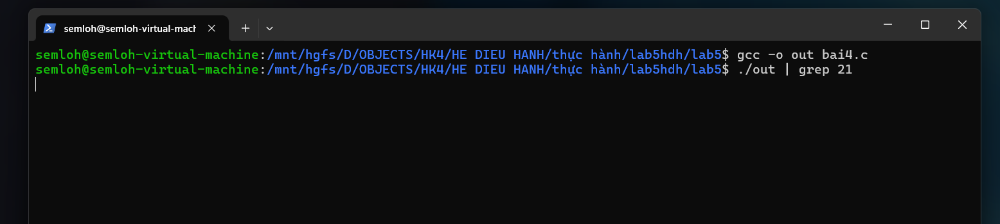 semloh@semloh-virtual-mach
semloh@semloh-virtual-machine:/mnt/hgfs/D/OBJECTS/HK4/HE DIEU HANH/thực hành/lab5hdh/lab5$ gcc -o out bai4.c
semloh@semloh-virtual-machine:/mnt/hgfs/D/OBJECTS/HK4/HE DIEU HANH/thực hành/lab5hdh/lab5$ ./out | grep 21